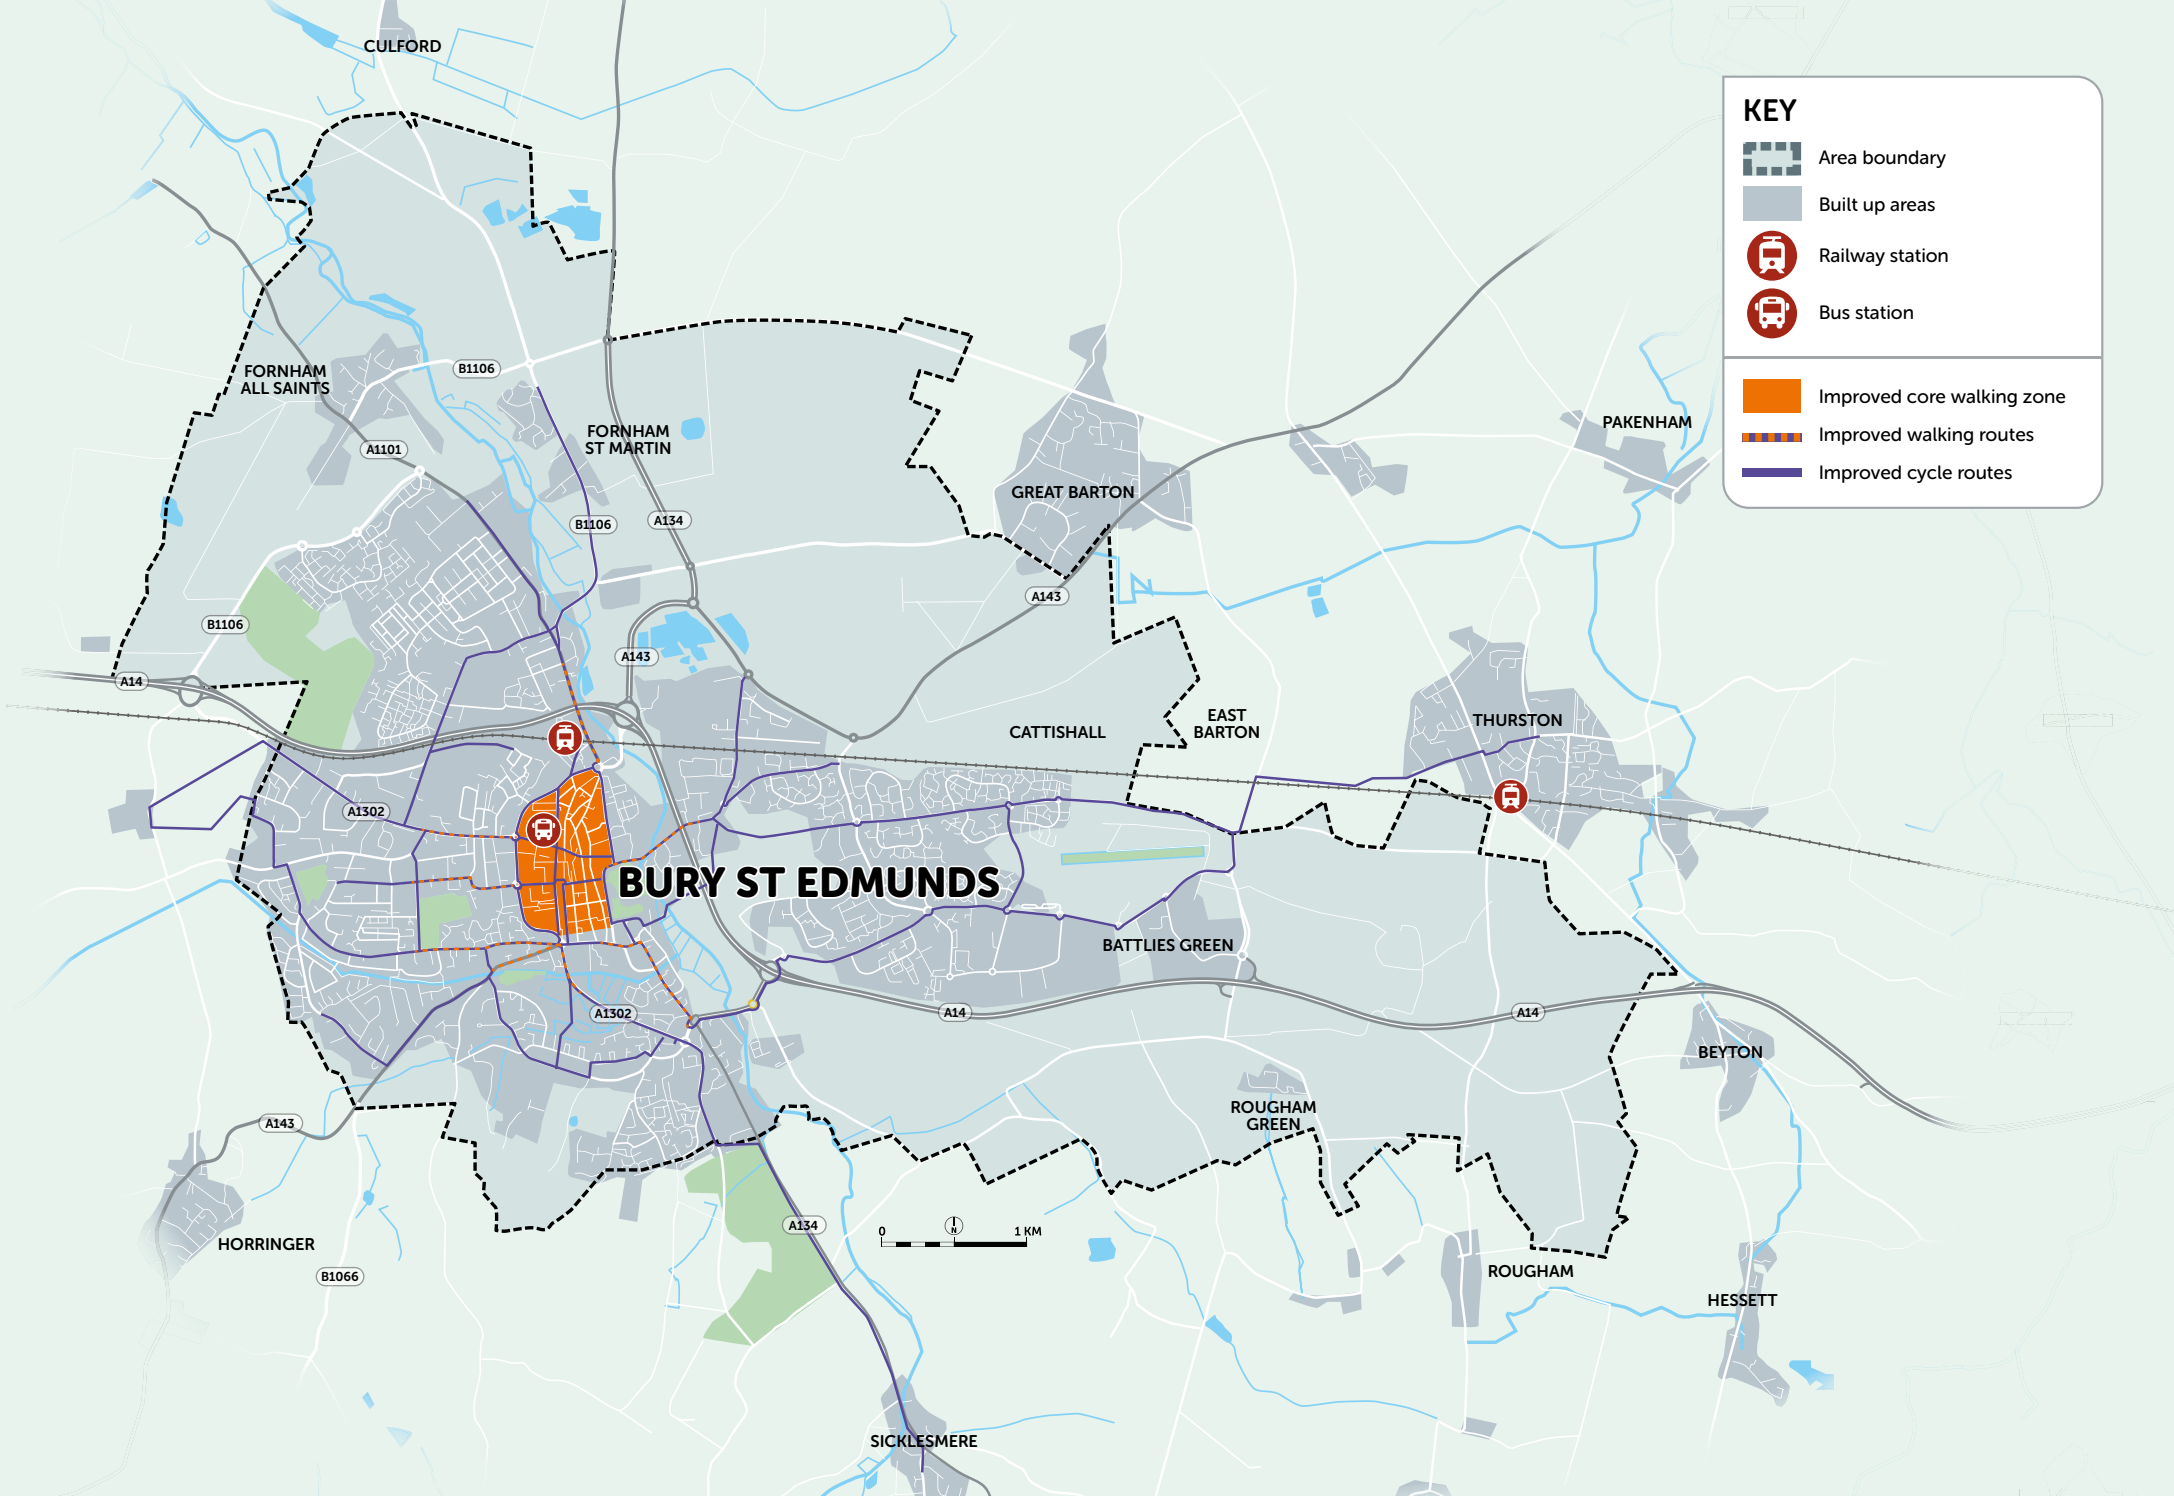 CULFORD
KEY
Area boundary
Built up areas
Railway station
Bus station
Improved core walking zone
Improved walking routes
Improved cycle routes
FORNHAM
ALL SAINTS
B1106
FORNHAM
ST MARTIN
PAKENHAM
A1101
GREAT BARTON
B1106
A134
A143
B1106
A143
A14
THURSTON
EAST
BARTON
CATTISHALL
A1302
BURY ST EDMUNDS
BATTLIES GREEN
A1302
A14
A14
BEYTON
ROUGHAM
GREEN
A143
A134
0
N
1 KM
HORRINGER
B1066
ROUGHAM
HESSETT
SICKLESMERE